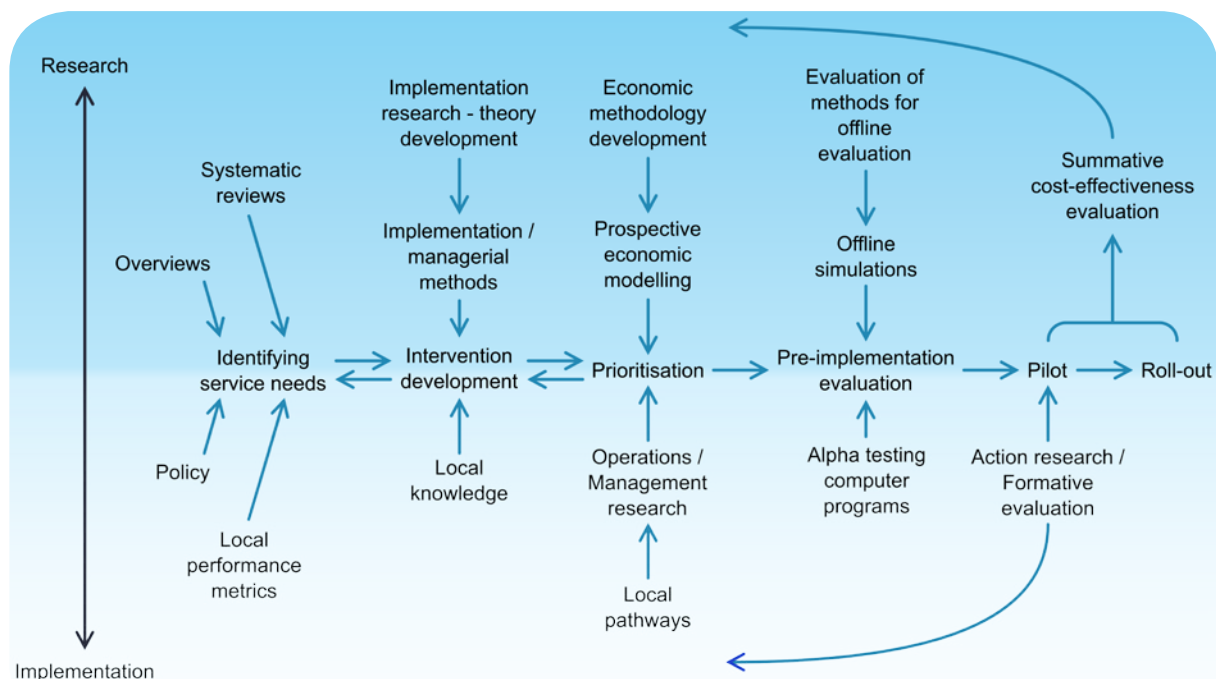 Research
Implementation
research - theory
development
Economic
methodology
development
Evaluation of
methods for
offline
evaluation
Systematic
reviews
Summative
cost-effectiveness
evaluation
Overviews
Implementation /
managerial
methods
Prospective
economic
modelling
Offline
simulations
Identifying
service needs
Intervention
development
Prioritisation
Pre-implementation
evaluation
Pilot
Roll-out
Policy
Local
knowledge
Operations /
Management
research
Alpha testing
computer
programs
Action research /
Formative
evaluation
Local
performance
metrics
Local
pathways
Implementation